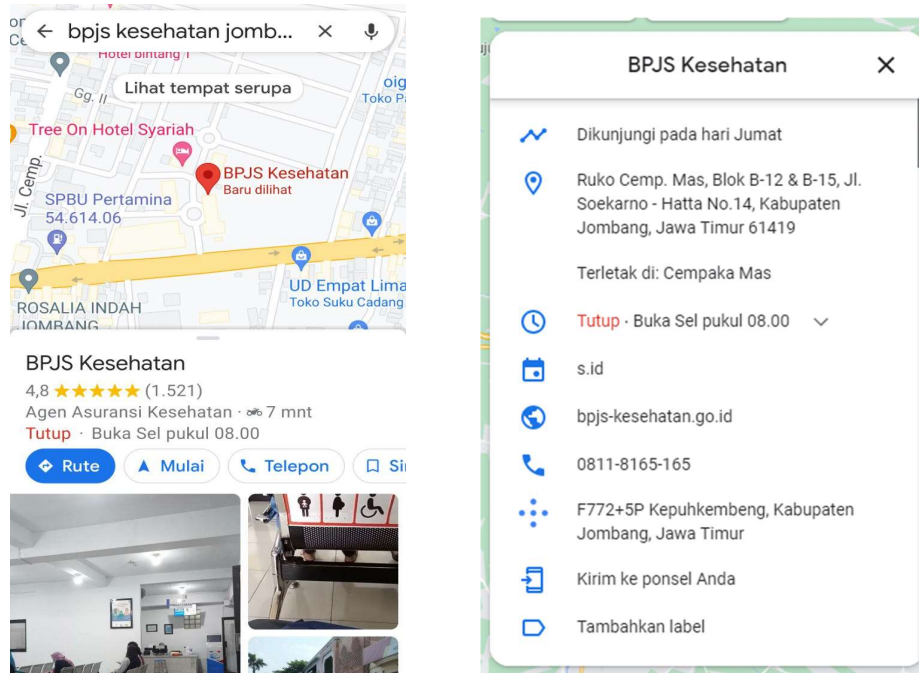 bpjs kesehatan jomb...
Hotel bintang 1
Lihat tempat serupa
Gg. II
oig
Toko P
Tree On Hotel Syariah
BPJS Kesehatan
Baru dilihat
Jl. Cemp.
SPBU Pertamina
54.614.06
UD Empat Lima
Toko Suku Cadang
ROSALIA INDAH
JOMBANG
BPJS Kesehatan
4,8 (1.521)
Agen Asuransi Kesehatan · 7 mnt
Tutup · Buka Sel pukul 08.00
Rute
Mulai
Telepon
Si
BPJS Kesehatan
Dikunjungi pada hari Jumat
Ruko Cemp. Mas, Blok B-12 & B-15, Jl.
Soekarno - Hatta No.14, Kabupaten
Jombang, Jawa Timur 61419
Terletak di: Cempaka Mas
Tutup · Buka Sel pukul 08.00
s.id
bpjs-kesehatan.go.id
0811-8165-165
F772+5P Kepuhkembeng, Kabupaten
Jombang, Jawa Timur
Kirim ke ponsel Anda
Tambahkan label